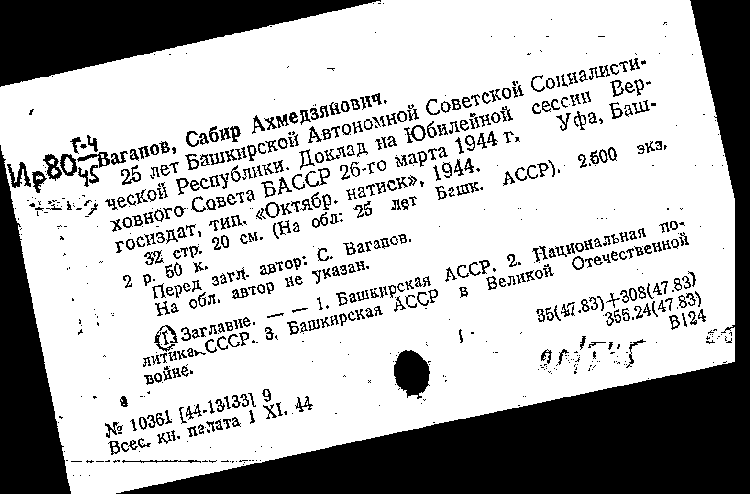 Ир80 Г-4/45
Вагапов, Сабир Ахмедзянович.
25 лет Башкирской Автономной Советской Социалисти-
ческой Республики. Доклад на Юбилейной сессии Вер-
ховного Совета БАССР 26-го марта 1944 г. Уфа, Баш-
госиздат, тип. «Октябр. натиск», 1944.
32 стр. 20 см. (На обл: 25 лет Башк. АССР). 2.500 экз.
2 р. 50 к.
Перед загл. автор: С. Вагапов.
На обл. автор не указан.
I. Заглавие. — — 1. Башкирская АССР. 2. Национальная по-
литика СССР. 3. Башкирская АССР в Великой Отечественной
войне.
35(47.83)+308(47.83)
355.24(47.83)
В124
№ 10361 [44-13133] 9
Всес. кн. палата 1 XI. 44